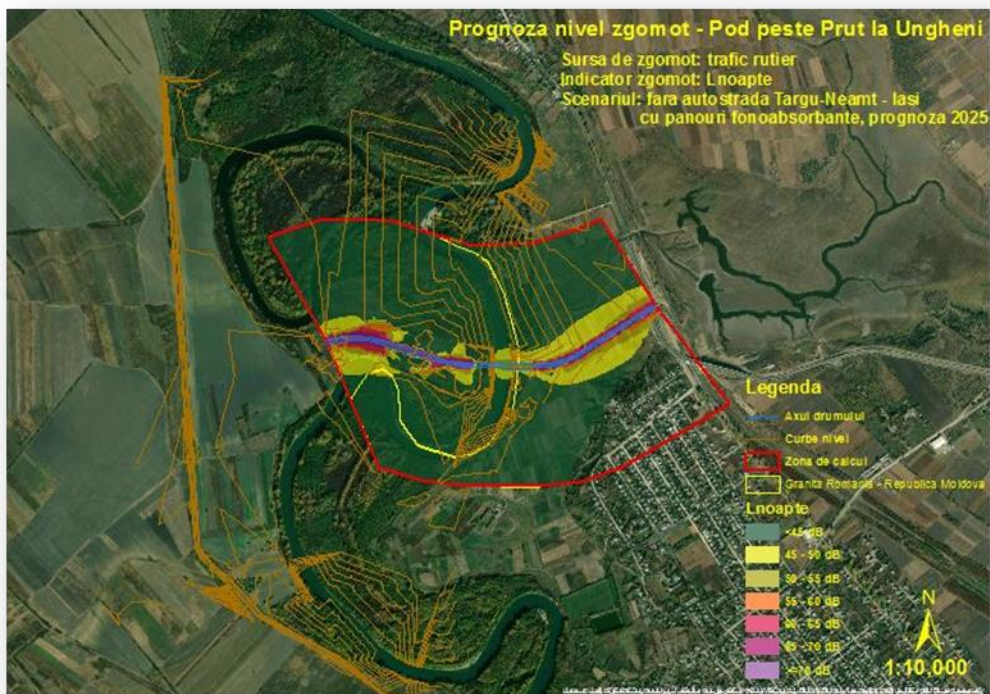 Prognoza nivel zgomot - Pod peste Prut la Ungheni
Sursa de zgomot: trafic rutier
Indicator zgomot: Lnoapte
Scenariul: fara autostrada Targu-Neamt - Iasi
cu panouri fonoabsorbante, prognoza 2025
Legenda
Axul drumului
Curbe nivel
Zona de calcul
Granita Romania - Republica Moldova
Lnoapte
<45 dB
45 - 50 dB
50 - 55 dB
55 - 60 dB
60 - 65 dB
65 - 70 dB
>=70 dB
N
1:10,000